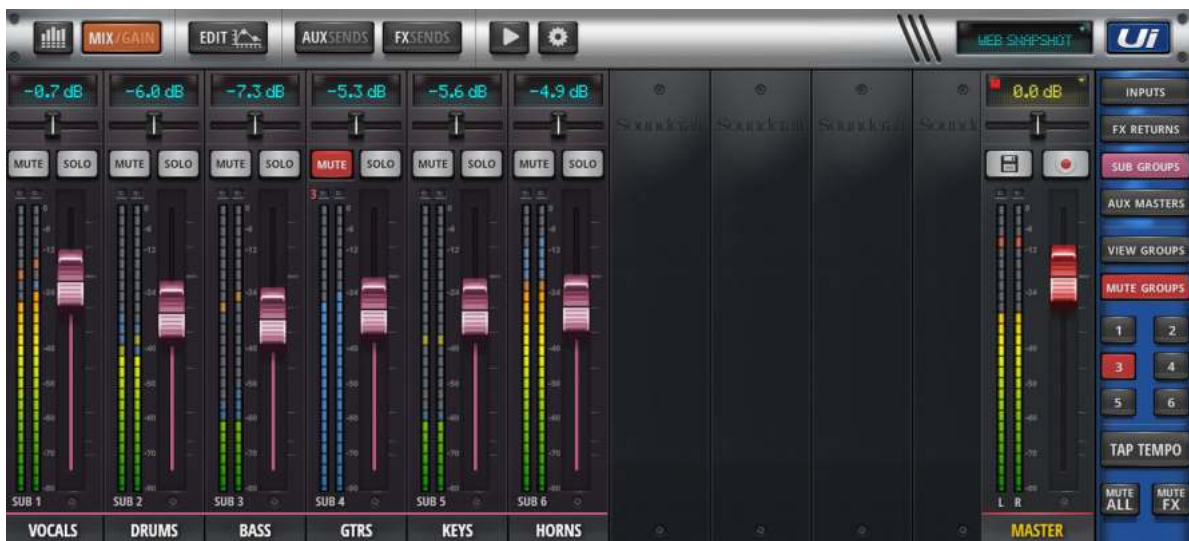 MIX/GAIN EDIT AUXSENDS FXSENDS WEB SNAPSHOT Ui
-0.7 dB -6.0 dB -7.3 dB -5.3 dB -5.6 dB -4.9 dB 0.0 dB INPUTS
Soundcraft Soundcraft Soundcraft FX RETURNS
MUTE SOLO MUTE SOLO MUTE SOLO MUTE SOLO MUTE SOLO MUTE SOLO SUB GROUPS
3
AUX MASTERS
VIEW GROUPS
MUTE GROUPS
1 2
3 4
5 6
TAP TEMPO
MUTE ALL MUTE FX
SUB 1 SUB 2 SUB 3 SUB 4 SUB 5 SUB 6 L R
VOCALS DRUMS BASS GTRS KEYS HORNS MASTER